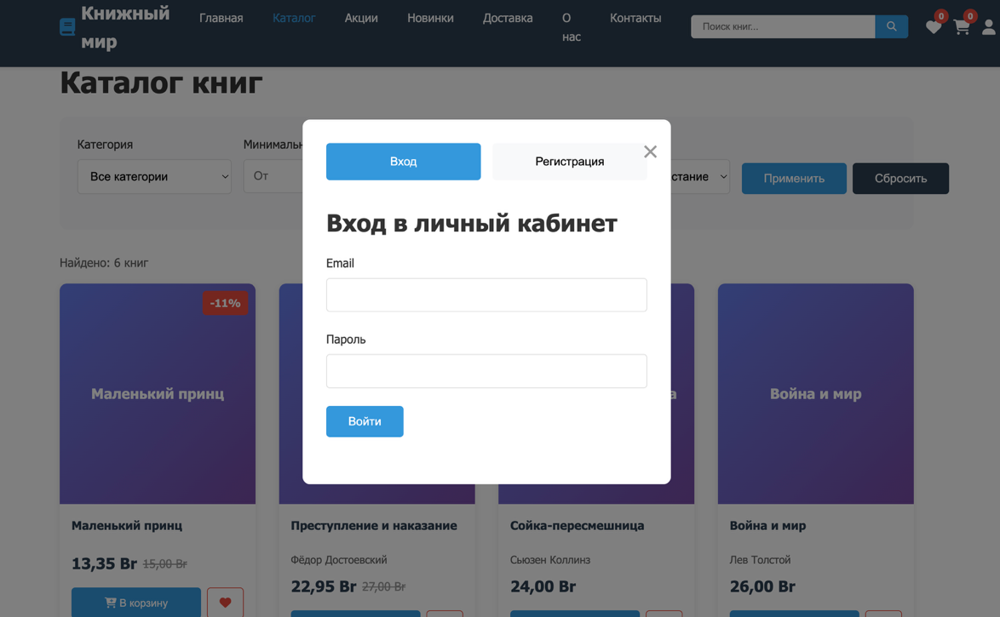 Книжный
мир
Главная
Каталог
Акции
Новинки
Доставка
О
нас
Контакты
Поиск книг...
0
0
Каталог книг
Категория
Все категории
От
Применить
Сбросить
Вход
Регистрация
Вход в личный кабинет
Email
Пароль
Войти
Найдено: 6 книг
-11%
Маленький принц
Война и мир
Маленький принц
13,35 Br 15,00 Br
В корзину
Преступление и наказание
Фёдор Достоевский
22,95 Br 27,00 Br
Сойка-пересмешница
Сьюзен Коллинз
24,00 Br
Война и мир
Лев Толстой
26,00 Br